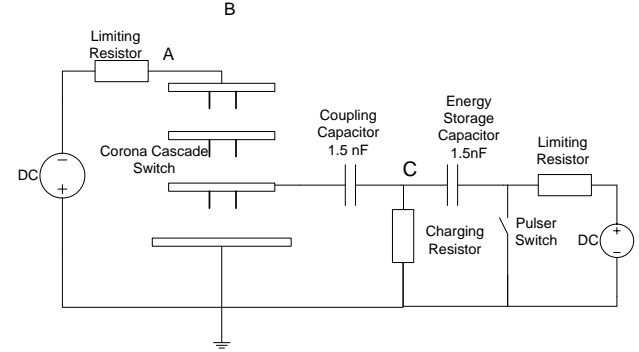 B
Limiting
Resistor
A
Corona Cascade
Switch
DC
−
+
Coupling
Capacitor
1.5 nF
Energy
Storage
Capacitor
1.5nF
C
Charging
Resistor
Pulser
Switch
Limiting
Resistor
DC
+
−